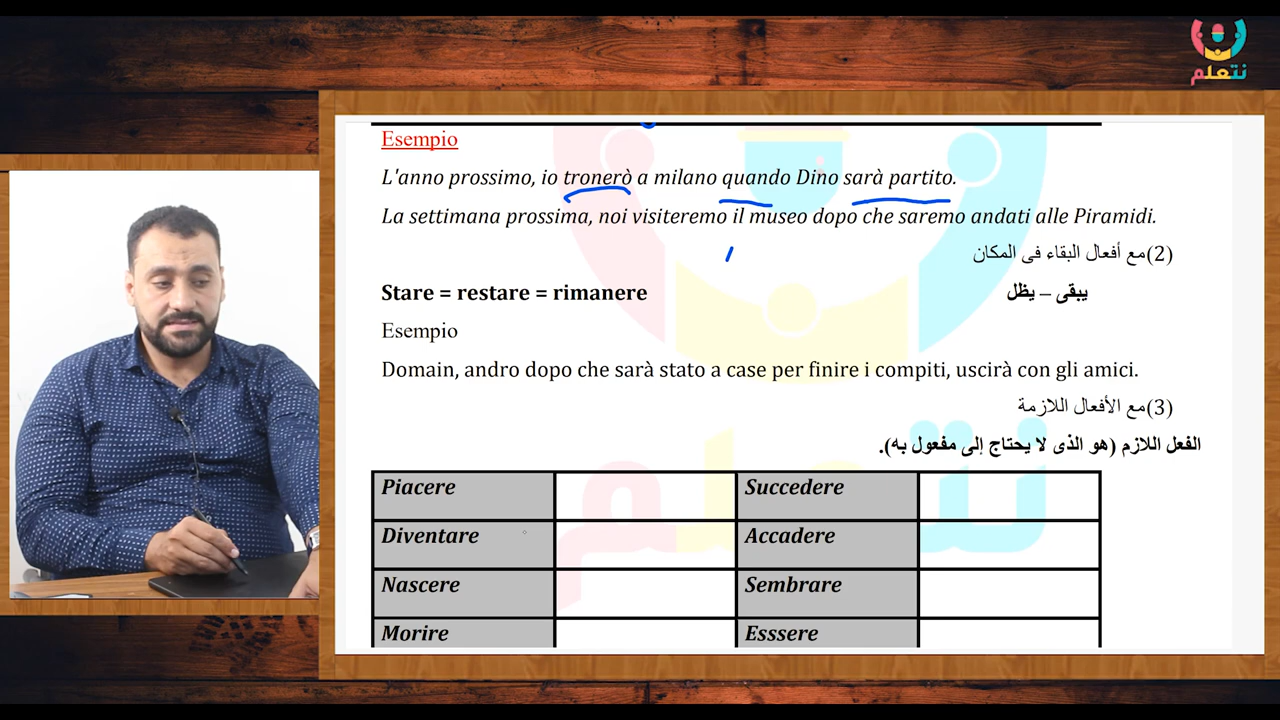 نتعلم
Esempio
L'anno prossimo, io tronerò a milano quando Dino sarà partito.
La settimana prossima, noi visiteremo il museo dopo che saremo andati alle Piramidi.
(2)مع أفعال البقاء فى المكان
Stare = restare = rimanere يبقى – يظل
Esempio
Domain, andro dopo che sarà stato a case per finire i compiti, uscirà con gli amici.
(3)مع الأفعال اللازمة
الفعل اللازم (هو الذى لا يحتاج إلى مفعول به).
Piacere Succedere
Diventare Accadere
Nascere Sembrare
Morire Esssere
نتعلم